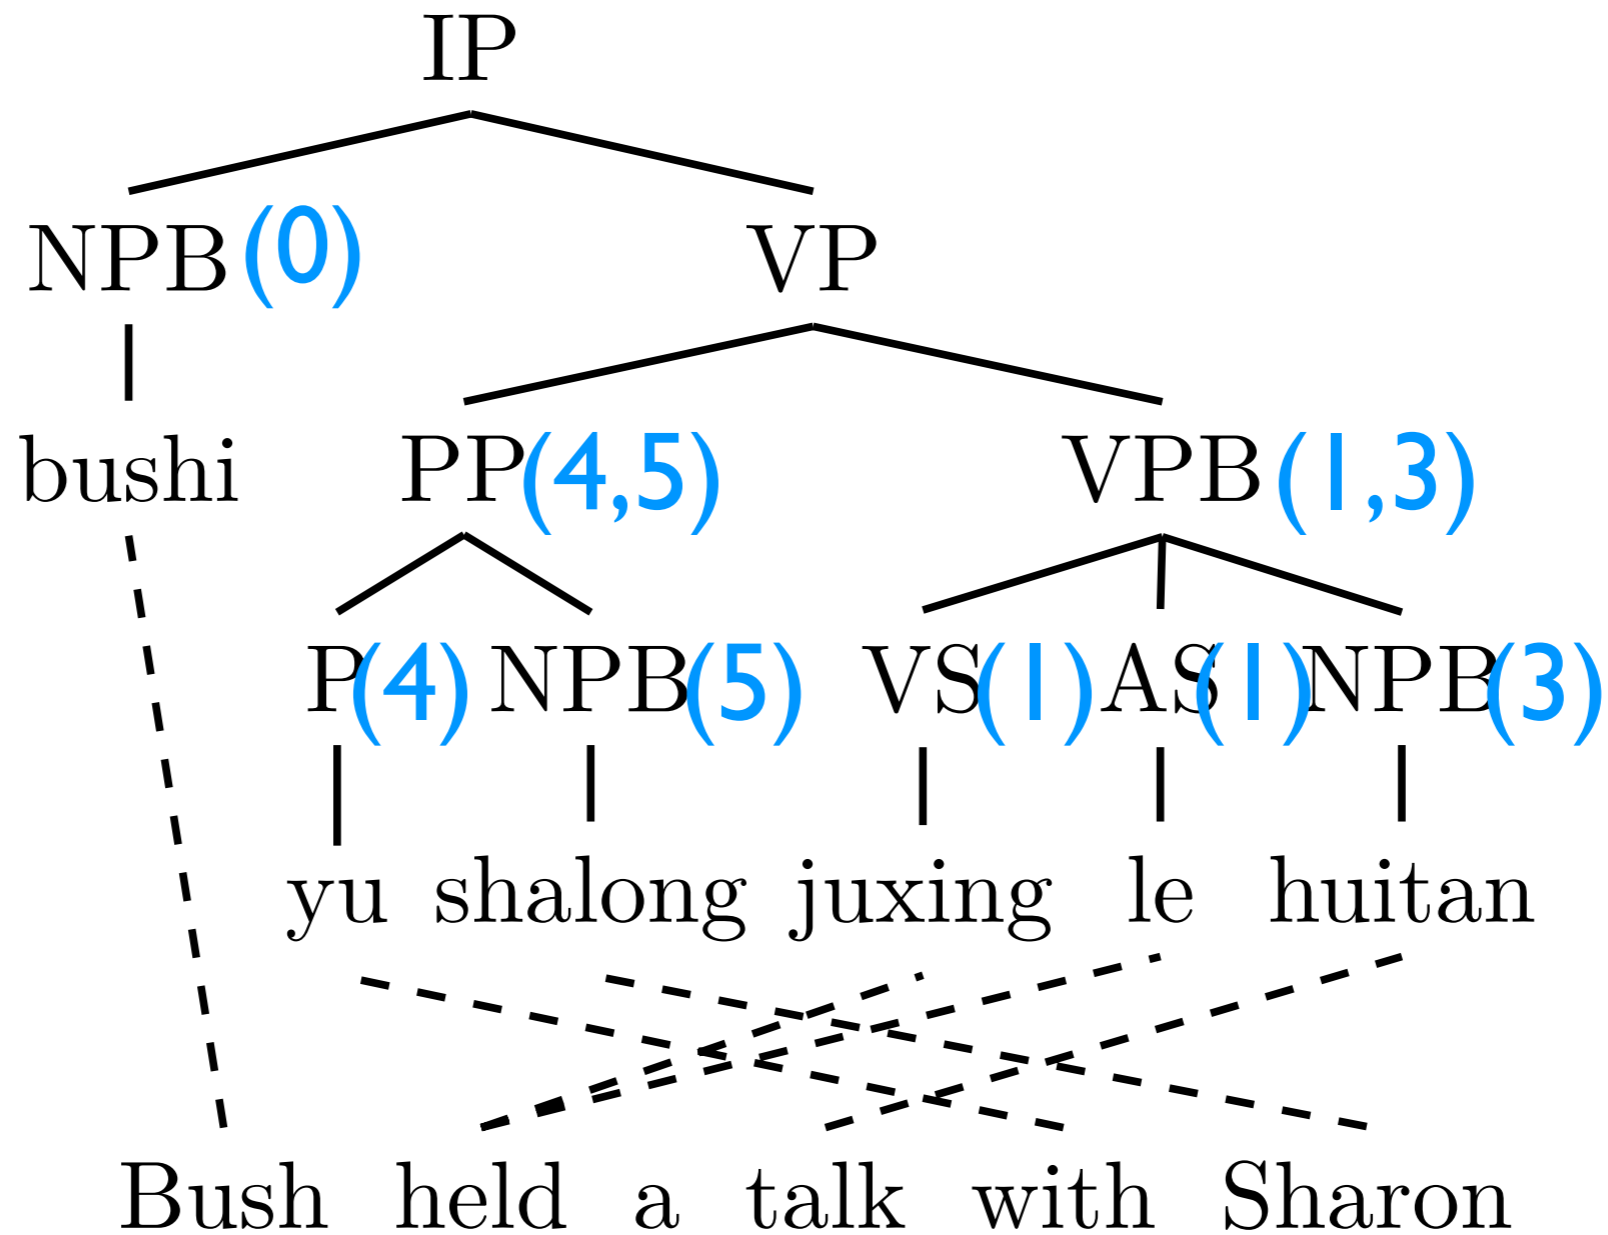 IP
NPB (0) VP
bushi PP (4,5) VPB (1,3)
P (4) NPB (5) VS (1) AS (1) NPB (3)
yu shalong juxing le huitan
Bush held a talk with Sharon